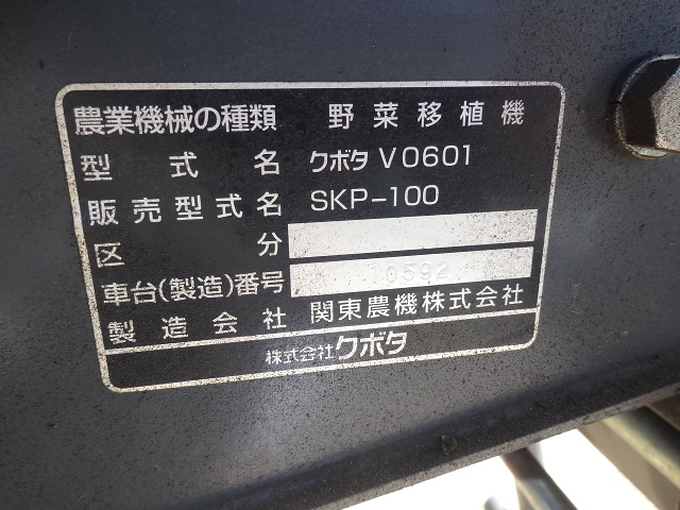 農業機械の種類 野菜移植機
型式名 クボタ V0601
販売型式名 SKP-100
区分
車台(製造)番号 10592
製造会社 関東農機株式会社
株式会社クボタ